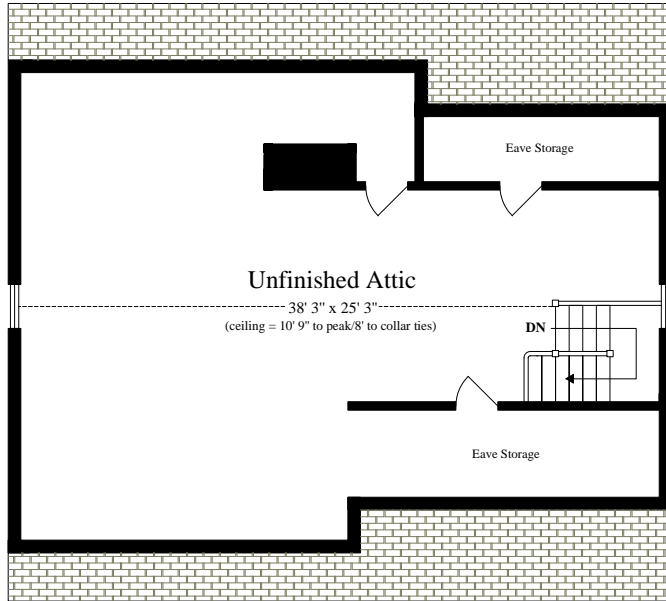 Eave Storage
Unfinished Attic
38' 3" x 25' 3"
(ceiling = 10' 9" to peak/8' to collar ties)
DN
Eave Storage